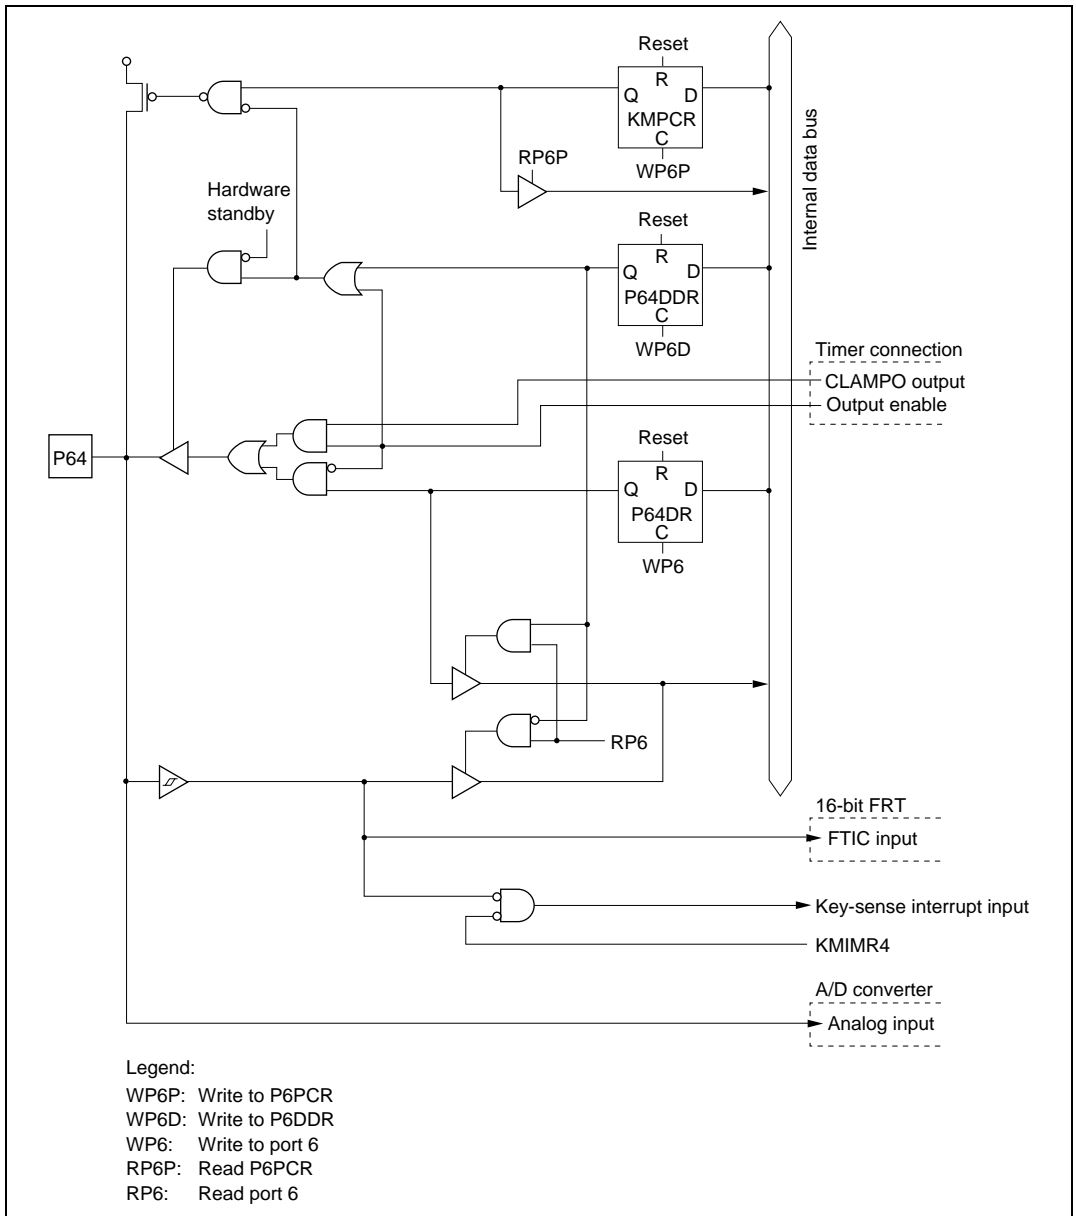 Reset
R
Q D
KMPCR
C
WP6P
RP6P
Internal data bus
Hardware
standby
Reset
R
Q D
P64DDR
C
WP6D
Timer connection
CLAMPO output
Output enable
P64
Reset
R
Q D
P64DR
C
WP6
RP6
16-bit FRT
FTIC input
Key-sense interrupt input
KMIMR4
A/D converter
Analog input
Legend:
WP6P: Write to P6PCR
WP6D: Write to P6DDR
WP6: Write to port 6
RP6P: Read P6PCR
RP6: Read port 6